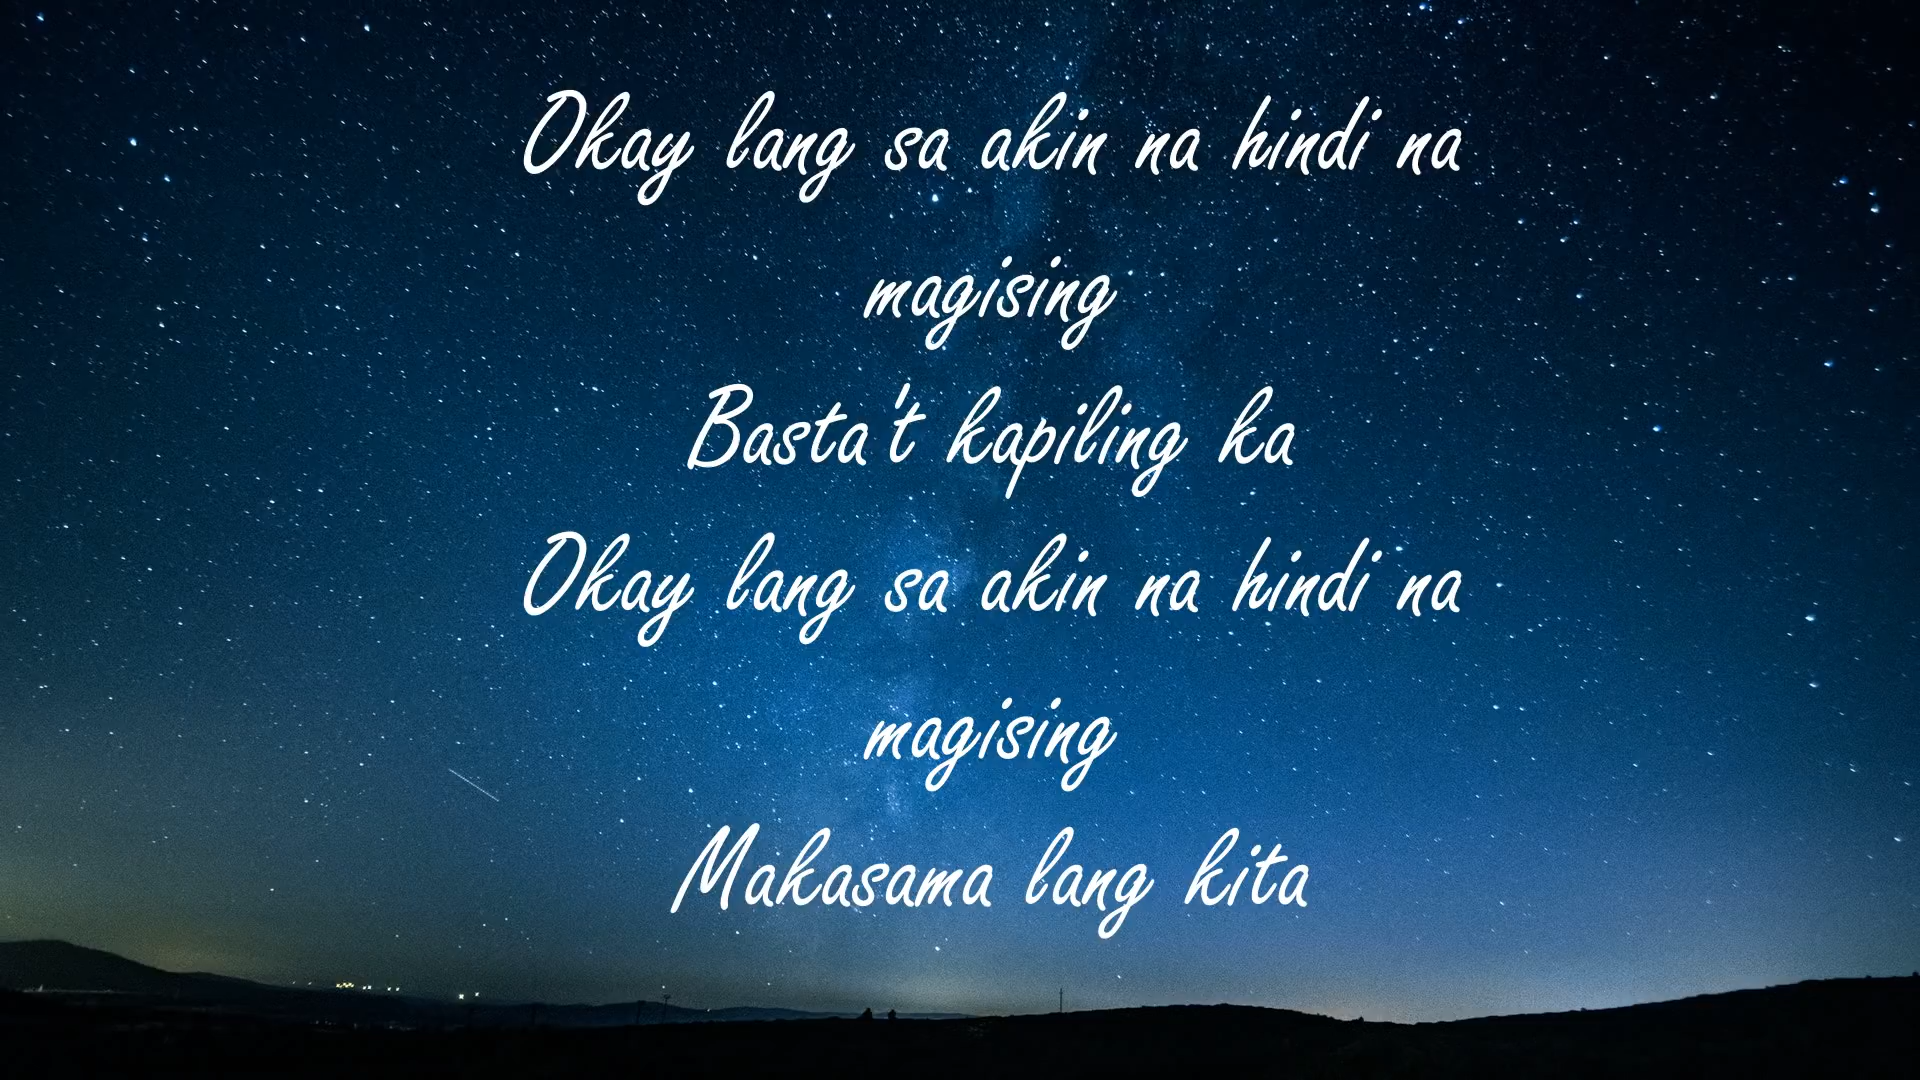 Okay lang sa akin na hindi na
magising
Basta't kapiling ka
Okay lang sa akin na hindi na
magising
Makasama lang kita